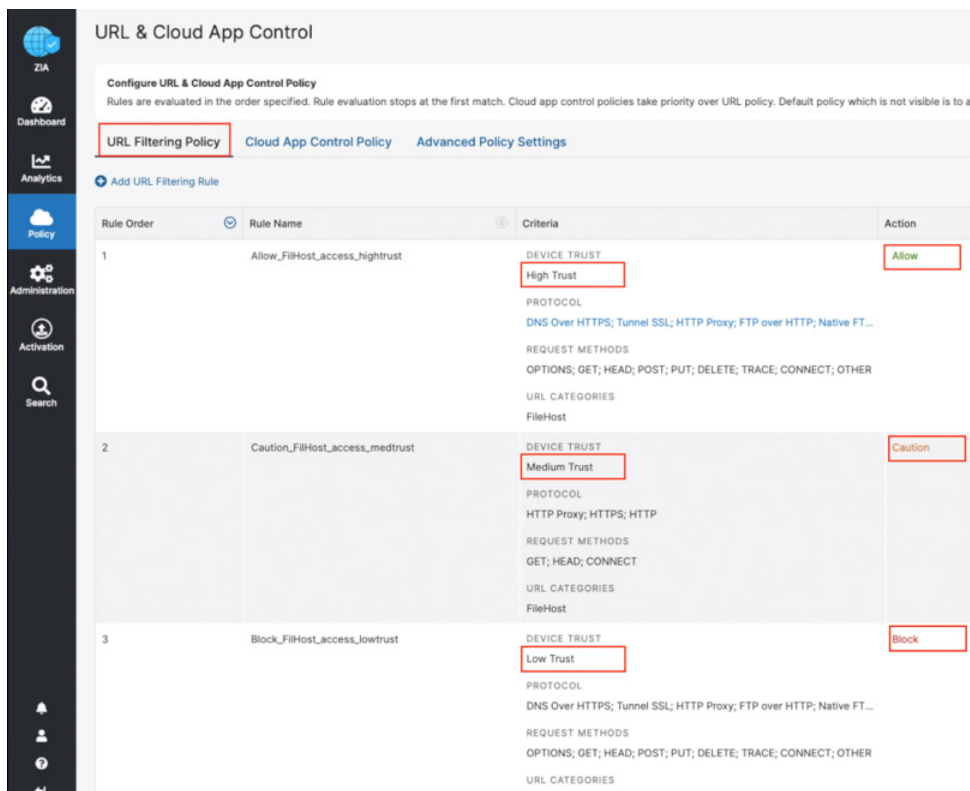 URL & Cloud App Control
ZIA
Configure URL & Cloud App Control Policy
Rules are evaluated in the order specified. Rule evaluation stops at the first match. Cloud app control policies take priority over URL policy. Default policy which is not visible is to a
Dashboard
URL Filtering Policy Cloud App Control Policy Advanced Policy Settings
Analytics
Add URL Filtering Rule
Policy
Rule Order Rule Name Criteria Action
1 Allow_FilHost_access_hightrust DEVICE TRUST Allow
High Trust
Administration
PROTOCOL
DNS Over HTTPS; Tunnel SSL; HTTP Proxy; FTP over HTTP; Native FT...
Activation
REQUEST METHODS
OPTIONS; GET; HEAD; POST; PUT; DELETE; TRACE; CONNECT; OTHER
Search
URL CATEGORIES
FileHost
2 Caution_FilHost_access_medtrust DEVICE TRUST Caution
Medium Trust
PROTOCOL
HTTP Proxy; HTTPS; HTTP
REQUEST METHODS
GET; HEAD; CONNECT
URL CATEGORIES
FileHost
3 Block_FilHost_access_lowtrust DEVICE TRUST Block
Low Trust
PROTOCOL
DNS Over HTTPS; Tunnel SSL; HTTP Proxy; FTP over HTTP; Native FT...
REQUEST METHODS
OPTIONS; GET; HEAD; POST; PUT; DELETE; TRACE; CONNECT; OTHER
URL CATEGORIES